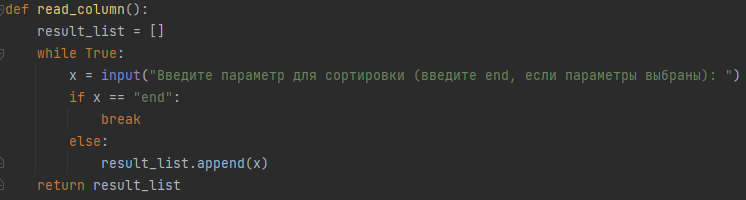 def read_column():
    result_list = []
    while True:
        x = input("Введите параметр для сортировки (введите end, если параметры выбраны): ")
        if x == "end":
            break
        else:
            result_list.append(x)
    return result_list